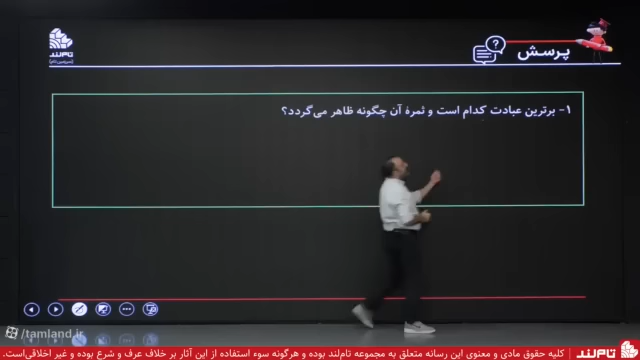 پرسش
تاملند
۱- برترین عبادت کدام است و ثمرهٔ آن چگونه ظاهر می‌گردد؟
/tamland.ir
کلیه حقوق مادی و معنوی این رسانه متعلق به مجموعه تاملند بوده و هرگونه سوء استفاده از این آثار بر خلاف عرف و شرع بوده و غیر اخلاقی‌است.
تاملند